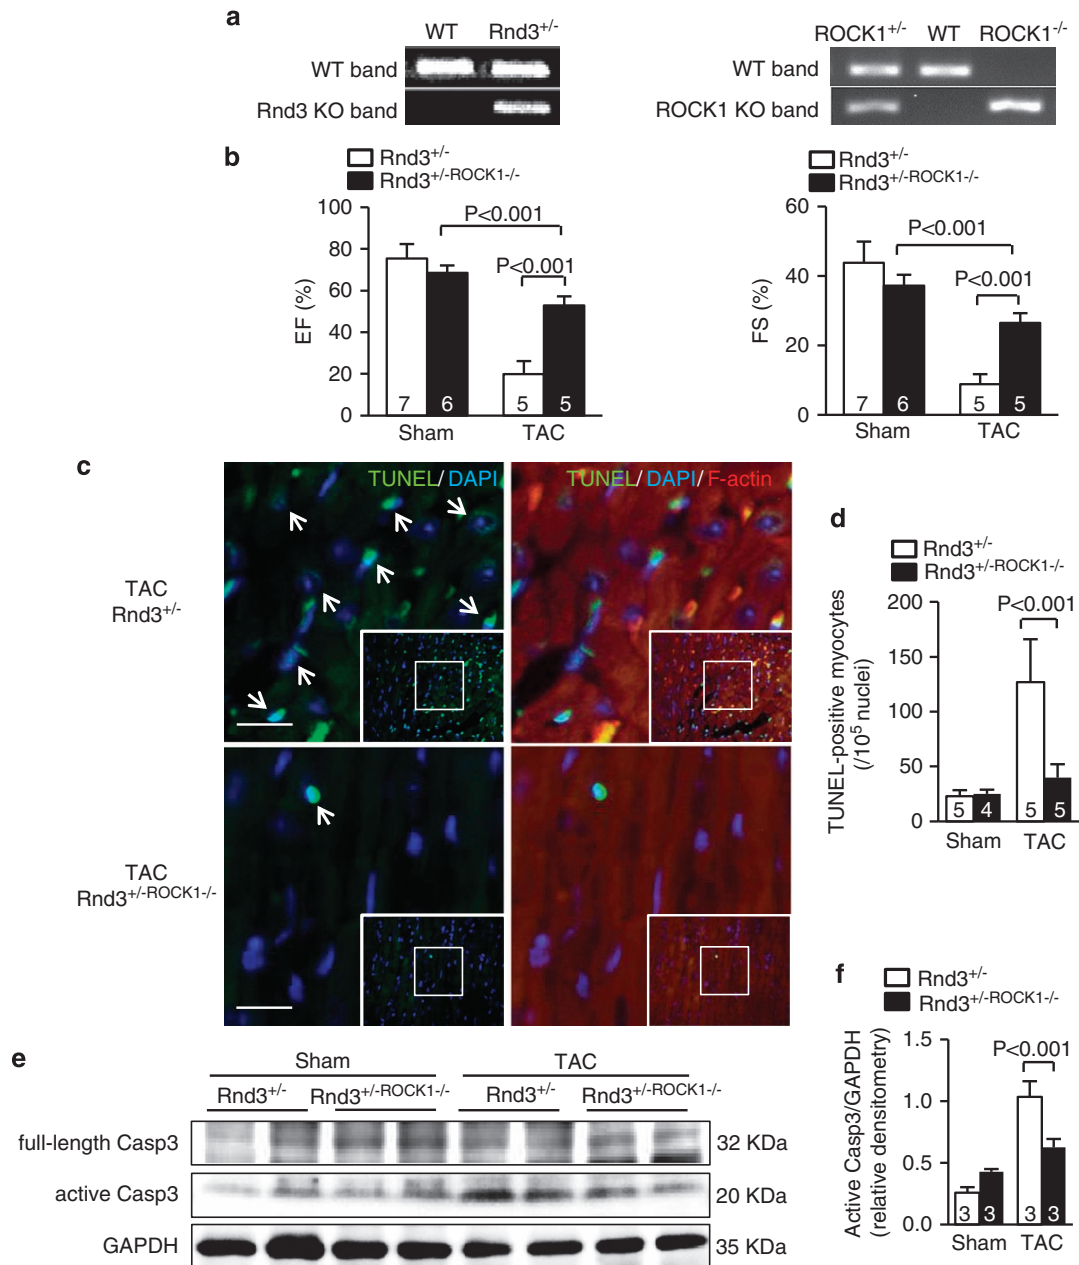 a
WT Rnd3+/-
WT band
Rnd3 KO band
ROCK1+/- WT ROCK1-/-
WT band
ROCK1 KO band
b
Rnd3+/-
Rnd3+/-ROCK1-/-
EF (%)
100
80
60
40
20
0
P<0.001
P<0.001
7 6 5 5
Sham TAC
Rnd3+/-
Rnd3+/-ROCK1-/-
FS (%)
60
40
20
0
P<0.001
P<0.001
7 6 5 5
Sham TAC
c
TUNEL/DAPI
TUNEL/DAPI/F-actin
TAC
Rnd3+/-
TAC
Rnd3+/-ROCK1-/-
d
Rnd3+/-
Rnd3+/-ROCK1-/-
TUNEL-positive myocytes
(/10⁵ nuclei)
200
150
100
50
0
P<0.001
5 4 5 5
Sham TAC
e
Sham TAC
Rnd3+/- Rnd3+/-ROCK1-/- Rnd3+/- Rnd3+/-ROCK1-/-
full-length Casp3 32 KDa
active Casp3 20 KDa
GAPDH 35 KDa
f
Rnd3+/-
Rnd3+/-ROCK1-/-
Active Casp3/GAPDH
(relative densitometry)
1.5
1.0
0.5
0.0
P<0.001
3 3 3 3
Sham TAC